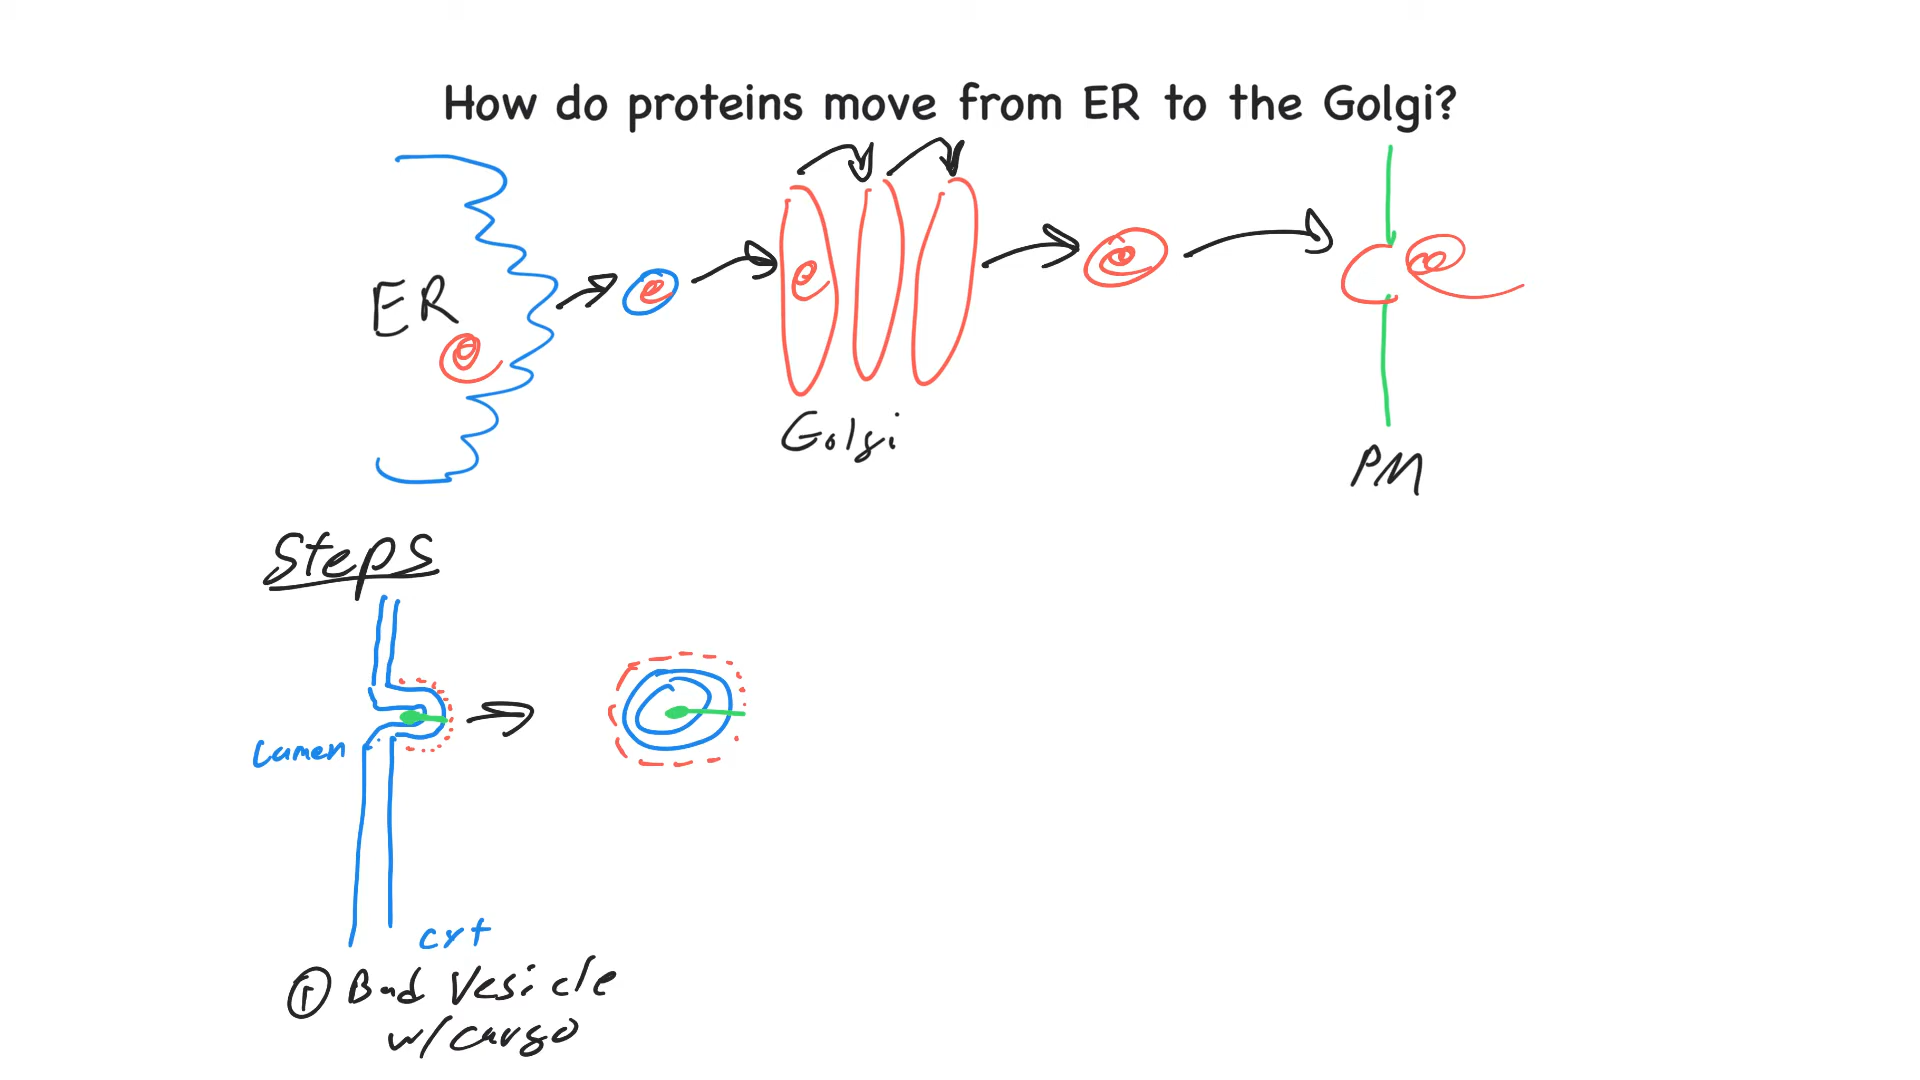 How do proteins move from ER to the Golgi?
ER
Golgi
PM
Steps
Lumen
cyt
① Bud Vesicle
w/cargo